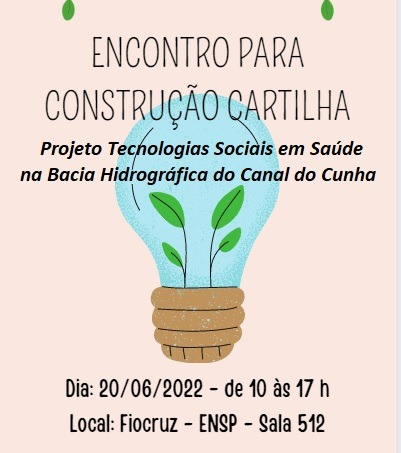 ENCONTRO PARA
CONSTRUÇÃO CARTILHA
Projeto Tecnologias Sociais em Saúde
na Bacia Hidrográfica do Canal do Cunha
Dia: 20/06/2022 - de 10 às 17 h
Local: Fiocruz - ENSP - Sala 512